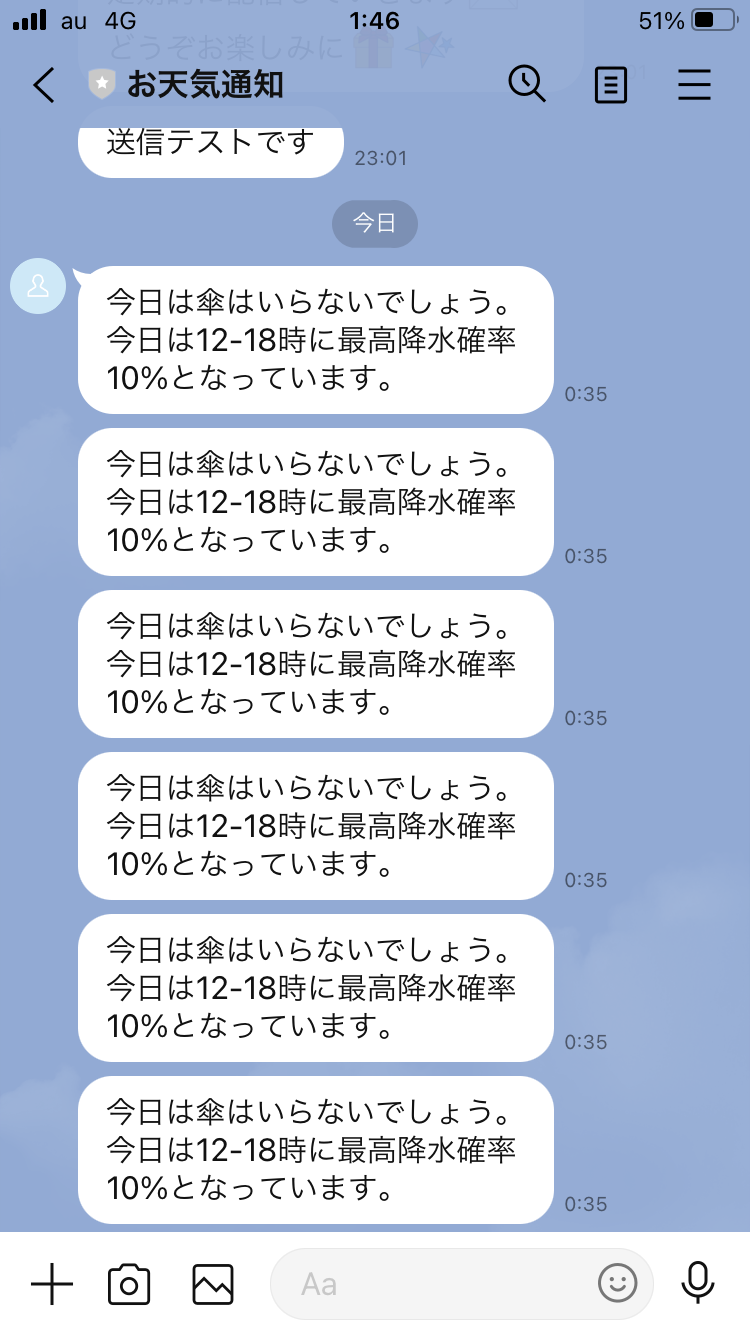 au 4G 1:46 51%
どうぞお楽しみに
お天気通知
送信テストです
23:01
今日
今日は傘はいらないでしょう。
今日は12-18時に最高降水確率
10%となっています。
0:35
今日は傘はいらないでしょう。
今日は12-18時に最高降水確率
10%となっています。
0:35
今日は傘はいらないでしょう。
今日は12-18時に最高降水確率
10%となっています。
0:35
今日は傘はいらないでしょう。
今日は12-18時に最高降水確率
10%となっています。
0:35
今日は傘はいらないでしょう。
今日は12-18時に最高降水確率
10%となっています。
0:35
今日は傘はいらないでしょう。
今日は12-18時に最高降水確率
10%となっています。
0:35
Aa